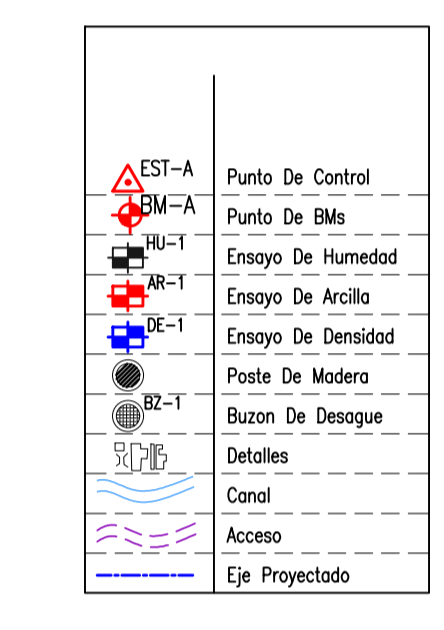 EST-A Punto De Control
BM-A Punto De BMs
HU-1 Ensayo De Humedad
AR-1 Ensayo De Arcilla
DE-1 Ensayo De Densidad
Poste De Madera
BZ-1 Buzon De Desague
Detalles
Canal
Acceso
Eje Proyectado